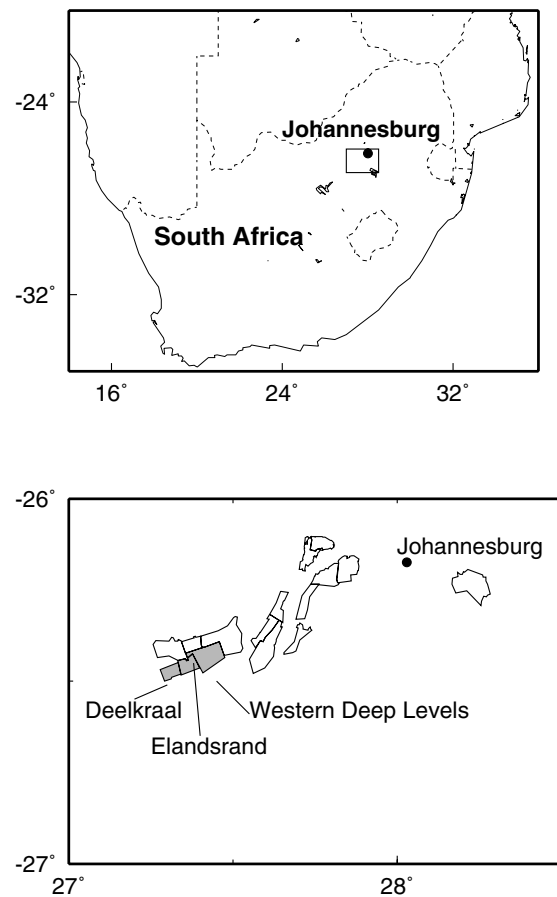 -24˚
Johannesburg
South Africa
-32˚
16˚ 24˚ 32˚
-26˚
Johannesburg
Deelkraal Western Deep Levels
Elandsrand
-27˚
27˚ 28˚